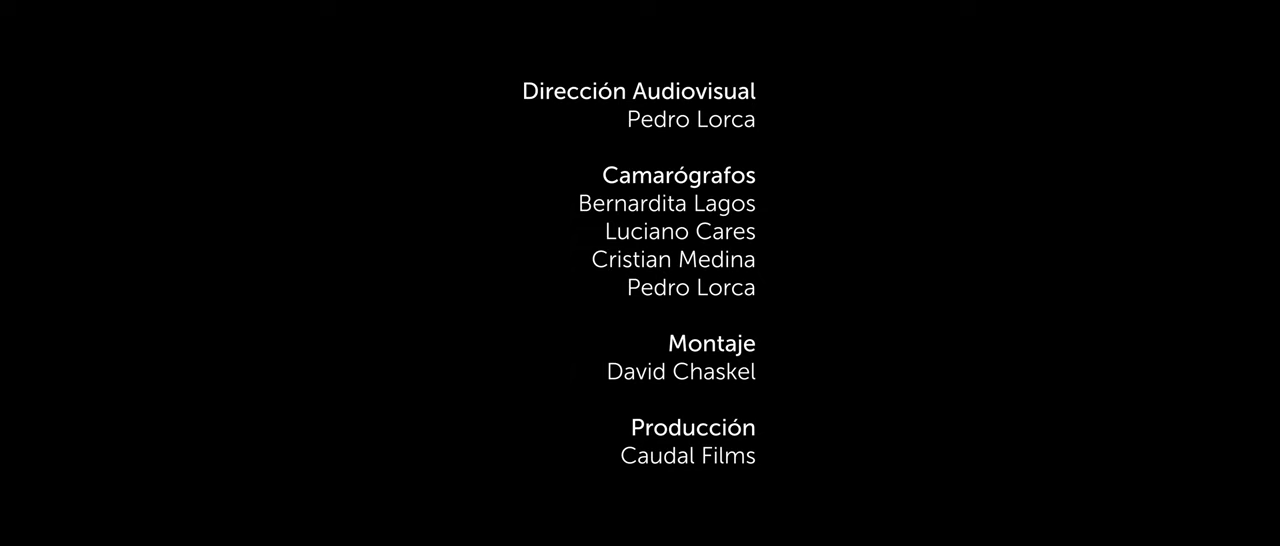 Dirección Audiovisual
Pedro Lorca
Camarógrafos
Bernardita Lagos
Luciano Cares
Cristian Medina
Pedro Lorca
Montaje
David Chaskel
Producción
Caudal Films